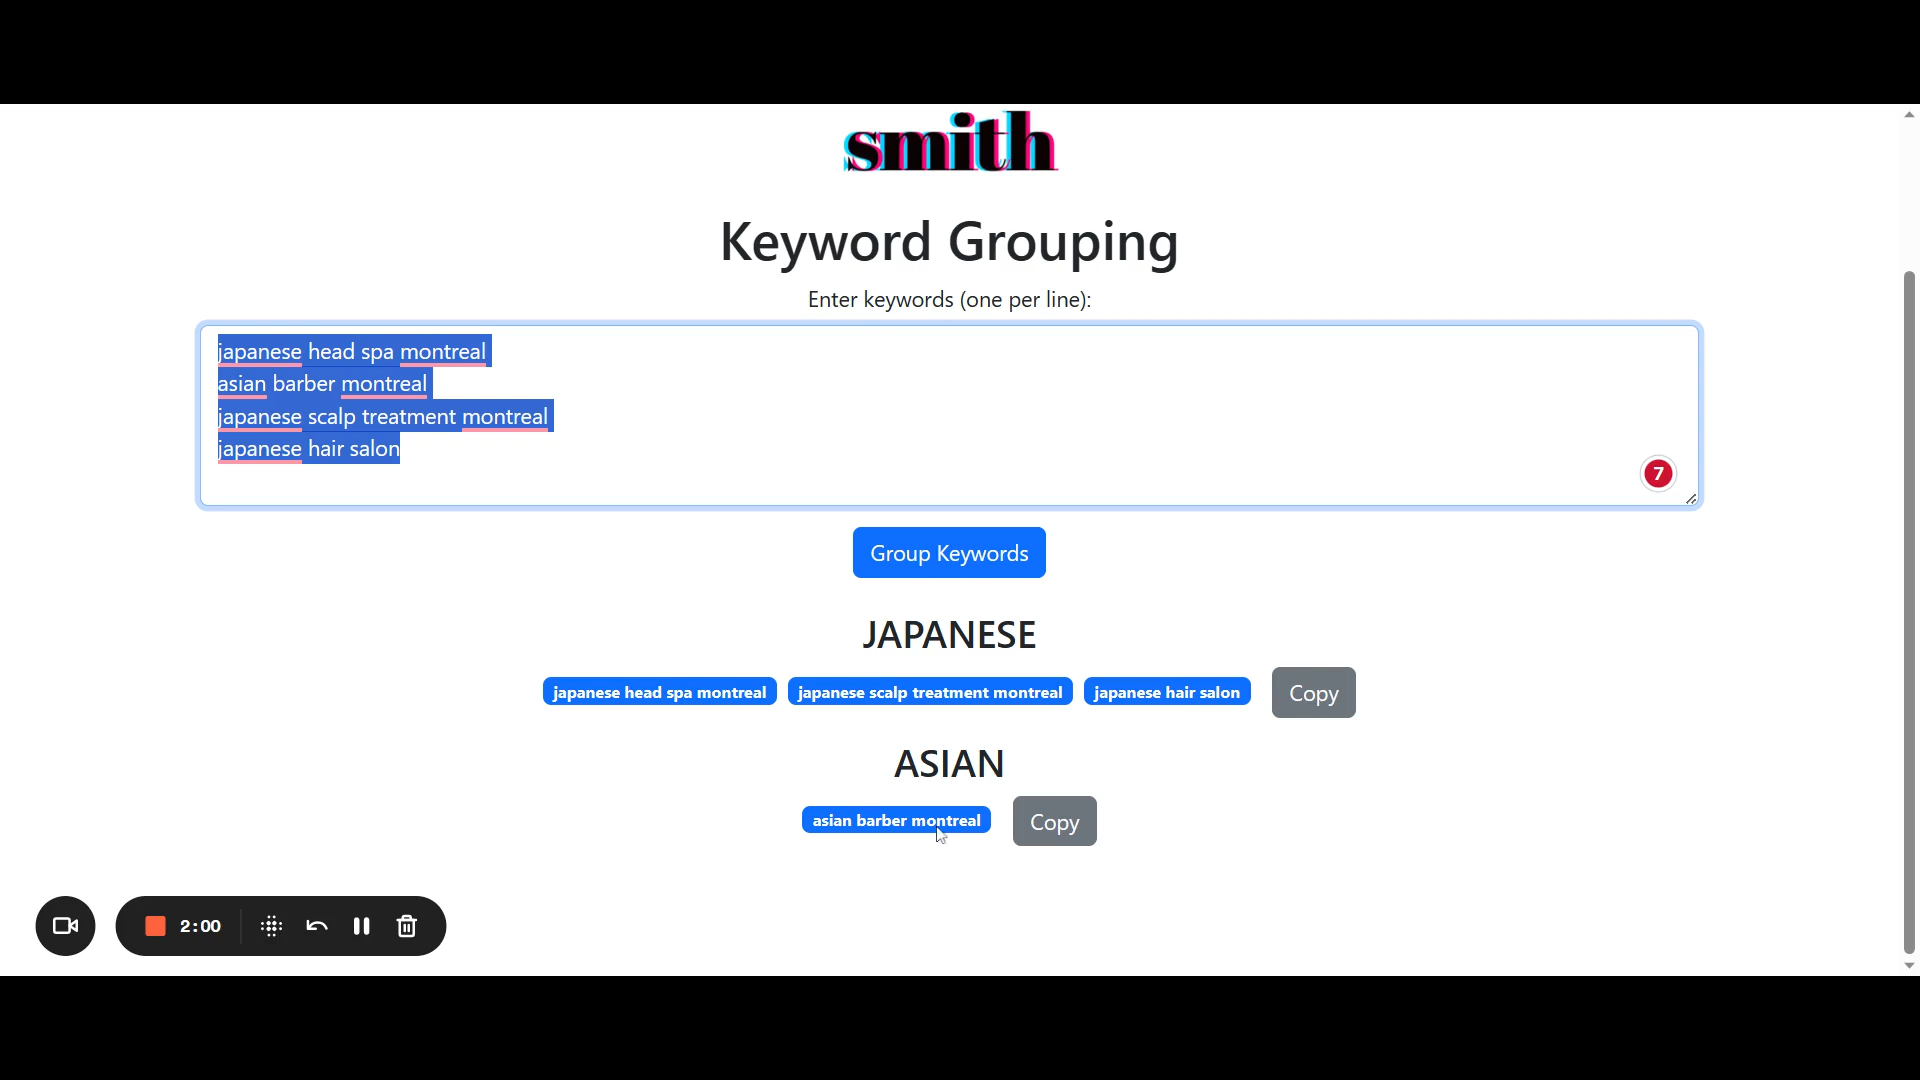 smith
Keyword Grouping
Enter keywords (one per line):
japanese head spa montreal
asian barber montreal
japanese scalp treatment montreal
japanese hair salon
7
Group Keywords
JAPANESE
japanese head spa montreal japanese scalp treatment montreal japanese hair salon Copy
ASIAN
asian barber montreal Copy
2:00